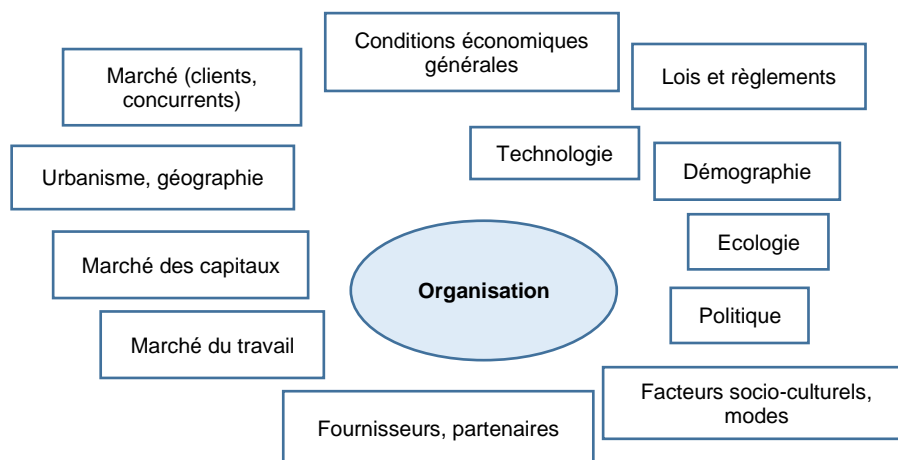 Conditions économiques
générales
Marché (clients,
concurrents)
Lois et règlements
Technologie
Urbanisme, géographie
Démographie
Ecologie
Marché des capitaux
Organisation
Politique
Marché du travail
Facteurs socio-culturels,
modes
Fournisseurs, partenaires